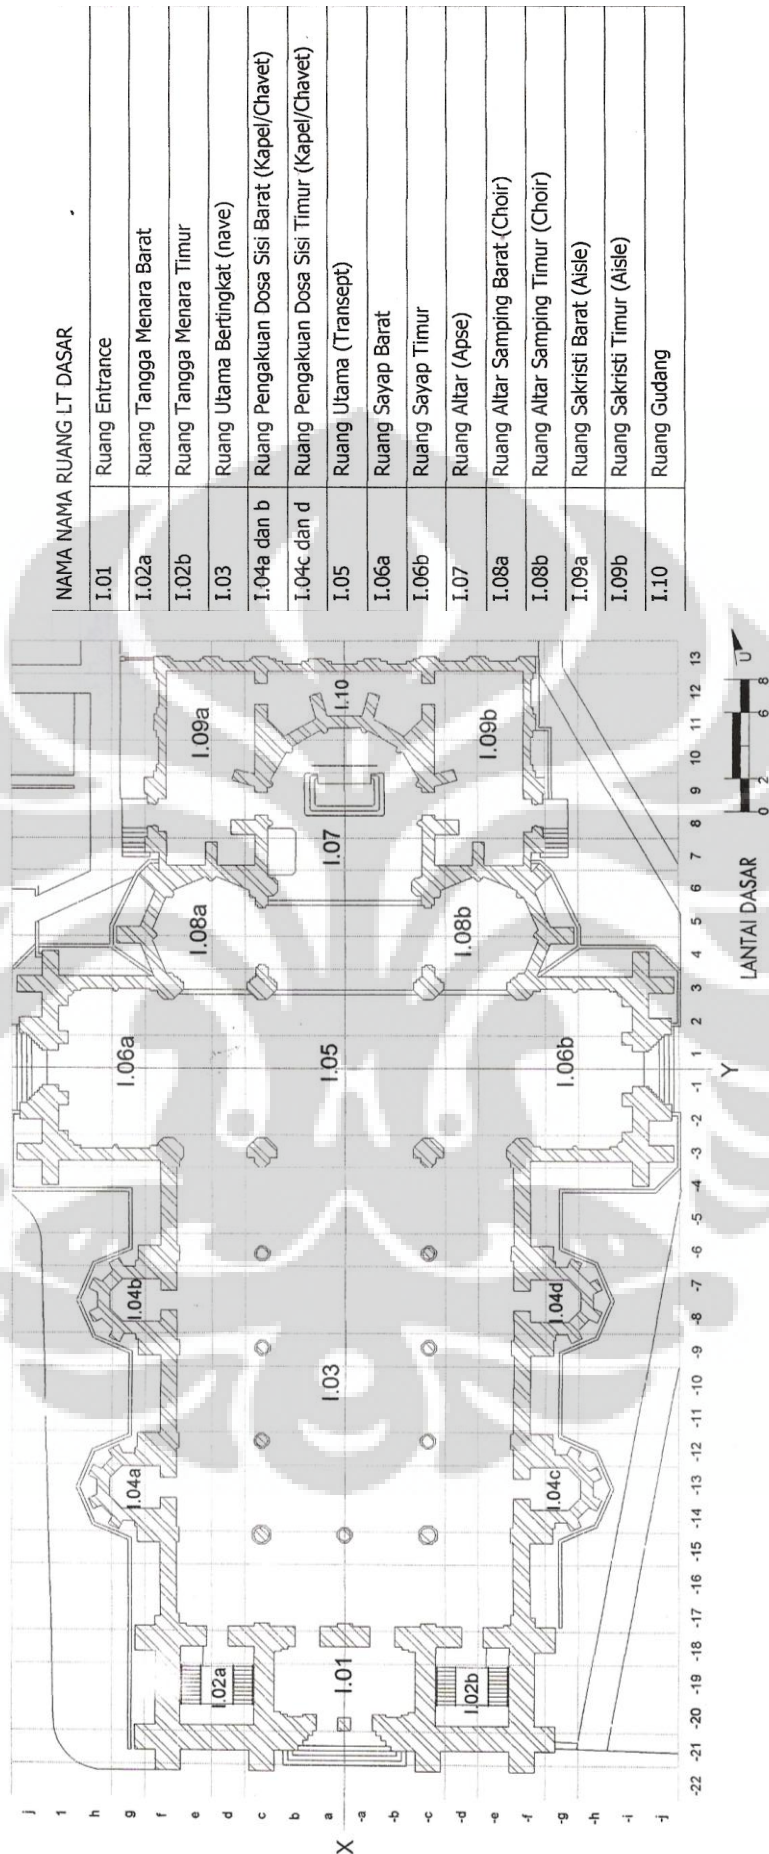 NAMA NAMA RUANG LT DASAR
I.01 Ruang Entrance
I.02a Ruang Tangga Menara Barat
I.02b Ruang Tangga Menara Timur
I.03 Ruang Utama Bertingkat (nave)
I.04a dan b Ruang Pengakuan Dosa Sisi Barat (Kapel/Chavet)
I.04c dan d Ruang Pengakuan Dosa Sisi Timur (Kapel/Chavet)
I.05 Ruang Utama (Transept)
I.06a Ruang Sayap Barat
I.06b Ruang Sayap Timur
I.07 Ruang Altar (Apse)
I.08a Ruang Altar Samping Barat (Choir)
I.08b Ruang Altar Samping Timur (Choir)
I.09a Ruang Sakristi Barat (Aisle)
I.09b Ruang Sakristi Timur (Aisle)
I.10 Ruang Gudang
j 1 h g f e d c b a -a -b -c -d -e -f -g -h -i -j
X
I.02a
I.01
I.02b
I.04a
I.04c
I.03
I.04b
I.04d
I.06a
I.05
I.06b
I.08a
I.08b
I.07
I.09a
I.10
I.09b
-22 -21 -20 -19 -18 -17 -16 -15 -14 -13 -12 -11 -10 -9 -8 -7 -6 -5 -4 -3 -2 -1 1 2 3 4 5 6 7 8 9 10 11 12 13
Y
LANTAI DASAR
0 2 6 8
U